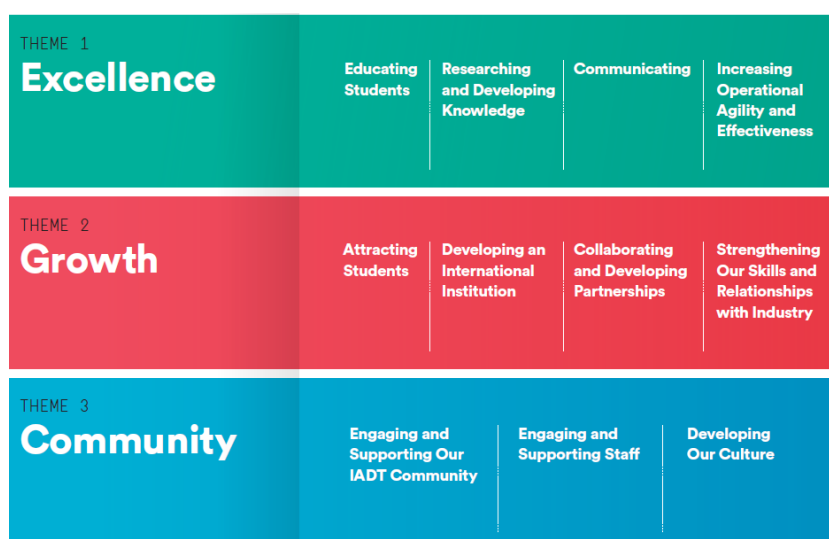 THEME 1
Excellence
Educating
Students
Researching
and Developing
Knowledge
Communicating
Increasing
Operational
Agility and
Effectiveness
THEME 2
Growth
Attracting
Students
Developing an
International
Institution
Collaborating
and Developing
Partnerships
Strengthening
Our Skills and
Relationships
with Industry
THEME 3
Community
Engaging and
Supporting Our
IADT Community
Engaging and
Supporting Staff
Developing
Our Culture